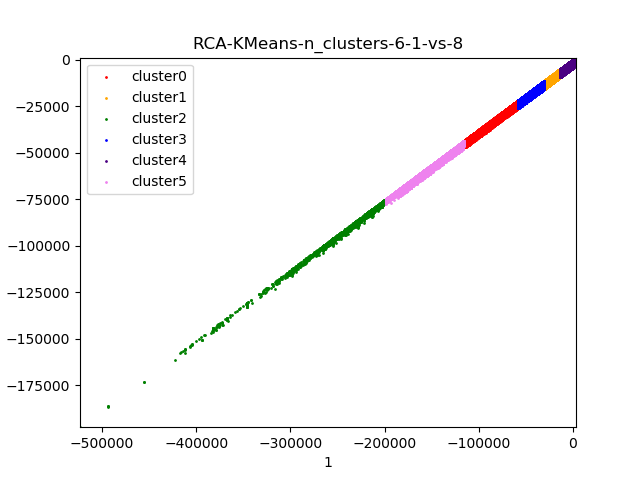 RCA-KMeans-n_clusters-6-1-vs-8
0
−25000
−50000
−75000
−100000
−125000
−150000
−175000
cluster0
cluster1
cluster2
cluster3
cluster4
cluster5
−500000 −400000 −300000 −200000 −100000 0
1